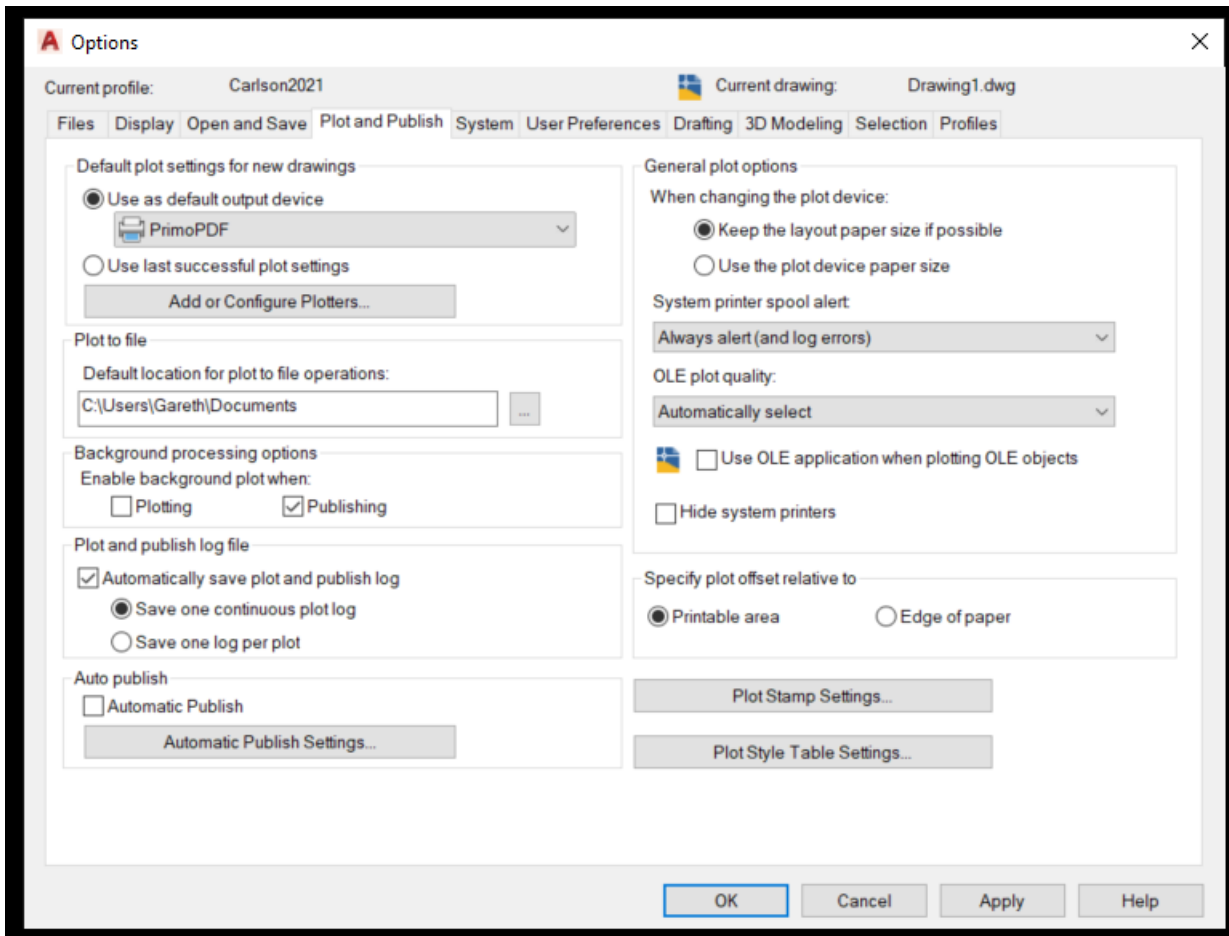 Options
Current profile: Carlson2021 Current drawing: Drawing1.dwg
Files Display Open and Save Plot and Publish System User Preferences Drafting 3D Modeling Selection Profiles
Default plot settings for new drawings
Use as default output device
PrimoPDF
Use last successful plot settings
Add or Configure Plotters...
Plot to file
Default location for plot to file operations:
C:\Users\Gareth\Documents
...
Background processing options
Enable background plot when:
Plotting Publishing
Plot and publish log file
Automatically save plot and publish log
Save one continuous plot log
Save one log per plot
Auto publish
Automatic Publish
Automatic Publish Settings...
General plot options
When changing the plot device:
Keep the layout paper size if possible
Use the plot device paper size
System printer spool alert:
Always alert (and log errors)
OLE plot quality:
Automatically select
Use OLE application when plotting OLE objects
Hide system printers
Specify plot offset relative to
Printable area Edge of paper
Plot Stamp Settings...
Plot Style Table Settings...
OK Cancel Apply Help